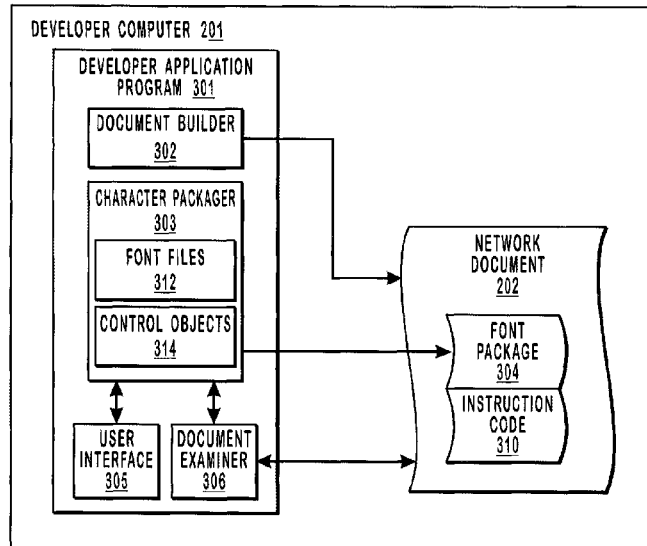 DEVELOPER COMPUTER 201
DEVELOPER APPLICATION
PROGRAM 301
DOCUMENT BUILDER
302
CHARACTER PACKAGER
303
FONT FILES
312
CONTROL OBJECTS
314
USER
INTERFACE
305
DOCUMENT
EXAMINER
306
NETWORK
DOCUMENT
202
FONT
PACKAGE
304
INSTRUCTION
CODE
310